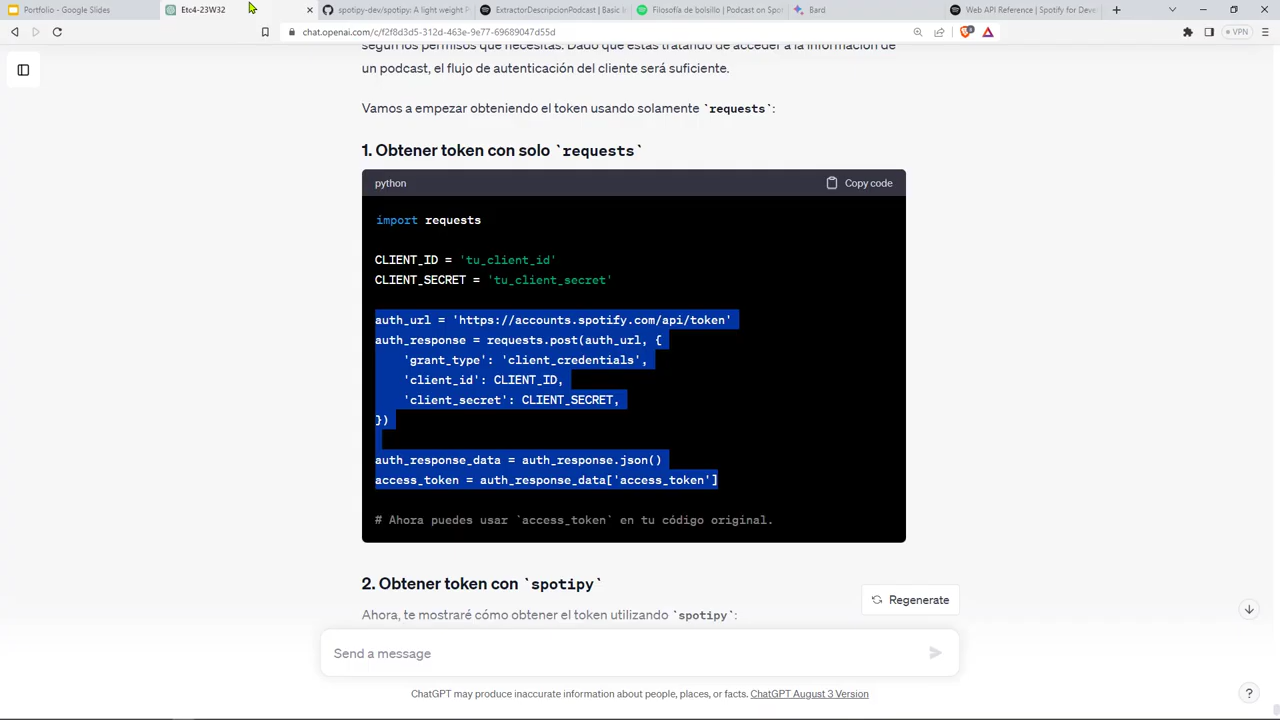 Portfolio - Google Slides
Etc4-23W32
spotipy-dev/spotipy: A light weight P
ExtractorDescripcionPodcast | Basic I
Filosofía de bolsillo | Podcast on Spot
Bard
Web API Reference | Spotify for Deve
chat.openai.com/c/f2f8d3d5-312d-463e-9e77-69689047d55d
VPN
según los permisos que necesitas. Dado que estás tratando de acceder a la información de
un podcast, el flujo de autenticación del cliente será suficiente.
Vamos a empezar obteniendo el token usando solamente `requests`:
1. Obtener token con solo `requests`
python
Copy code
import requests
CLIENT_ID = 'tu_client_id'
CLIENT_SECRET = 'tu_client_secret'
auth_url = 'https://accounts.spotify.com/api/token'
auth_response = requests.post(auth_url, {
'grant_type': 'client_credentials',
'client_id': CLIENT_ID,
'client_secret': CLIENT_SECRET,
})
auth_response_data = auth_response.json()
access_token = auth_response_data['access_token']
# Ahora puedes usar `access_token` en tu código original.
2. Obtener token con `spotipy`
Regenerate
Ahora, te mostraré cómo obtener el token utilizando `spotipy`:
Send a message
ChatGPT may produce inaccurate information about people, places, or facts. ChatGPT August 3 Version
?